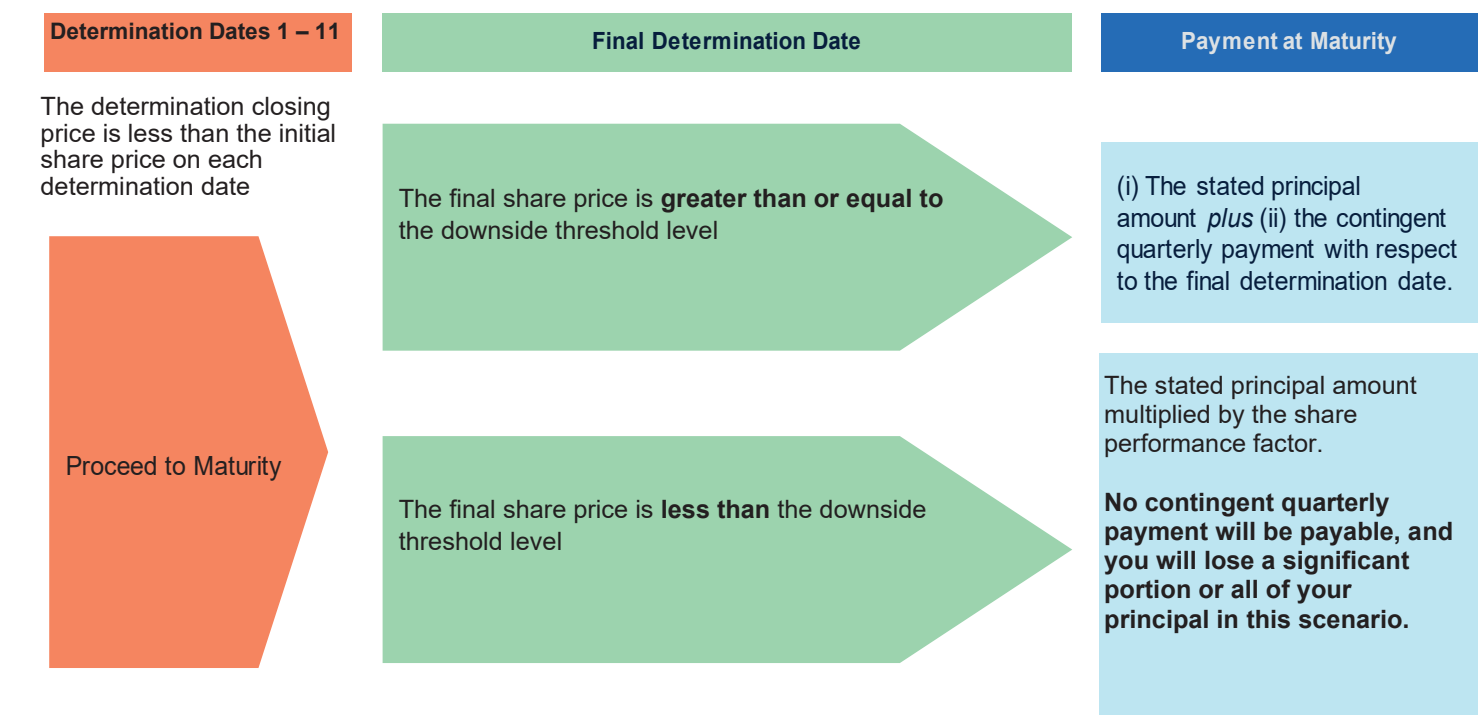 Determination Dates 1 – 11
Final Determination Date
Payment at Maturity
The determination closing
price is less than the initial
share price on each
determination date
Proceed to Maturity
The final share price is greater than or equal to
the downside threshold level
(i) The stated principal
amount plus (ii) the contingent
quarterly payment with respect
to the final determination date.
The final share price is less than the downside
threshold level
The stated principal amount
multiplied by the share
performance factor.
No contingent quarterly
payment will be payable, and
you will lose a significant
portion or all of your
principal in this scenario.